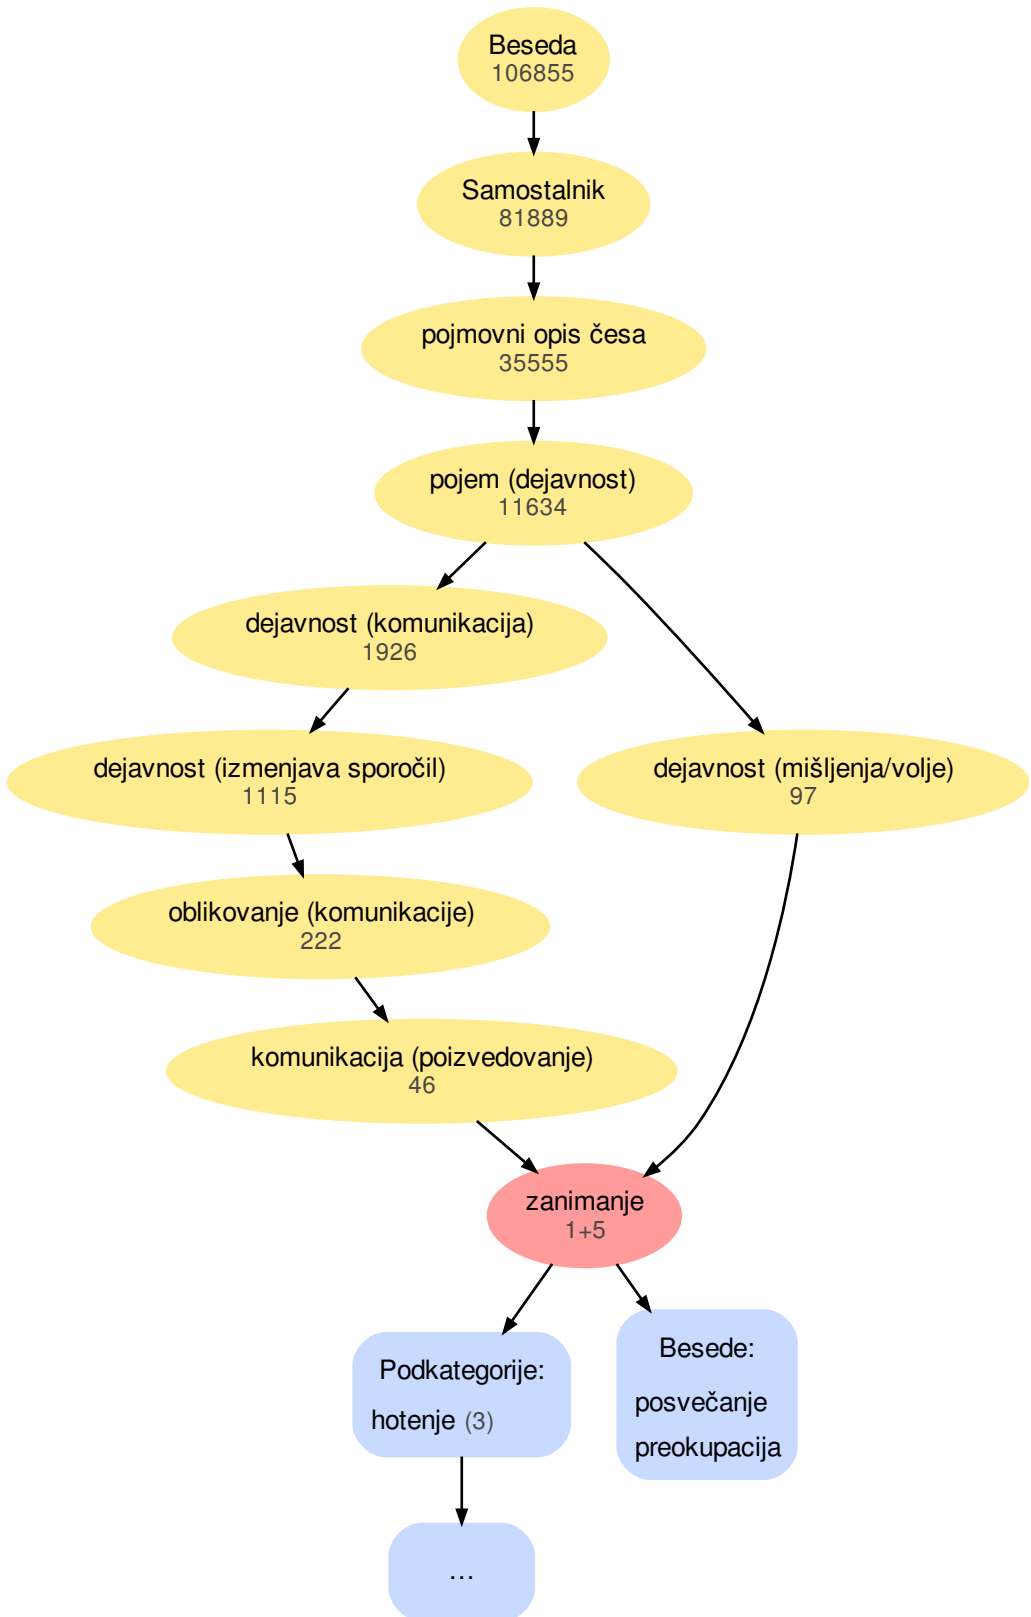 Beseda
106855
Samostalnik
81889
pojmovni opis česa
35555
pojem (dejavnost)
11634
dejavnost (komunikacija)
1926
dejavnost (izmenjava sporočil)
1115
dejavnost (mišljenja/volje)
97
oblikovanje (komunikacije)
222
komunikacija (poizvedovanje)
46
zanimanje
1+5
Podkategorije:
hotenje (3)
Besede:
posvečanje
preokupacija
…